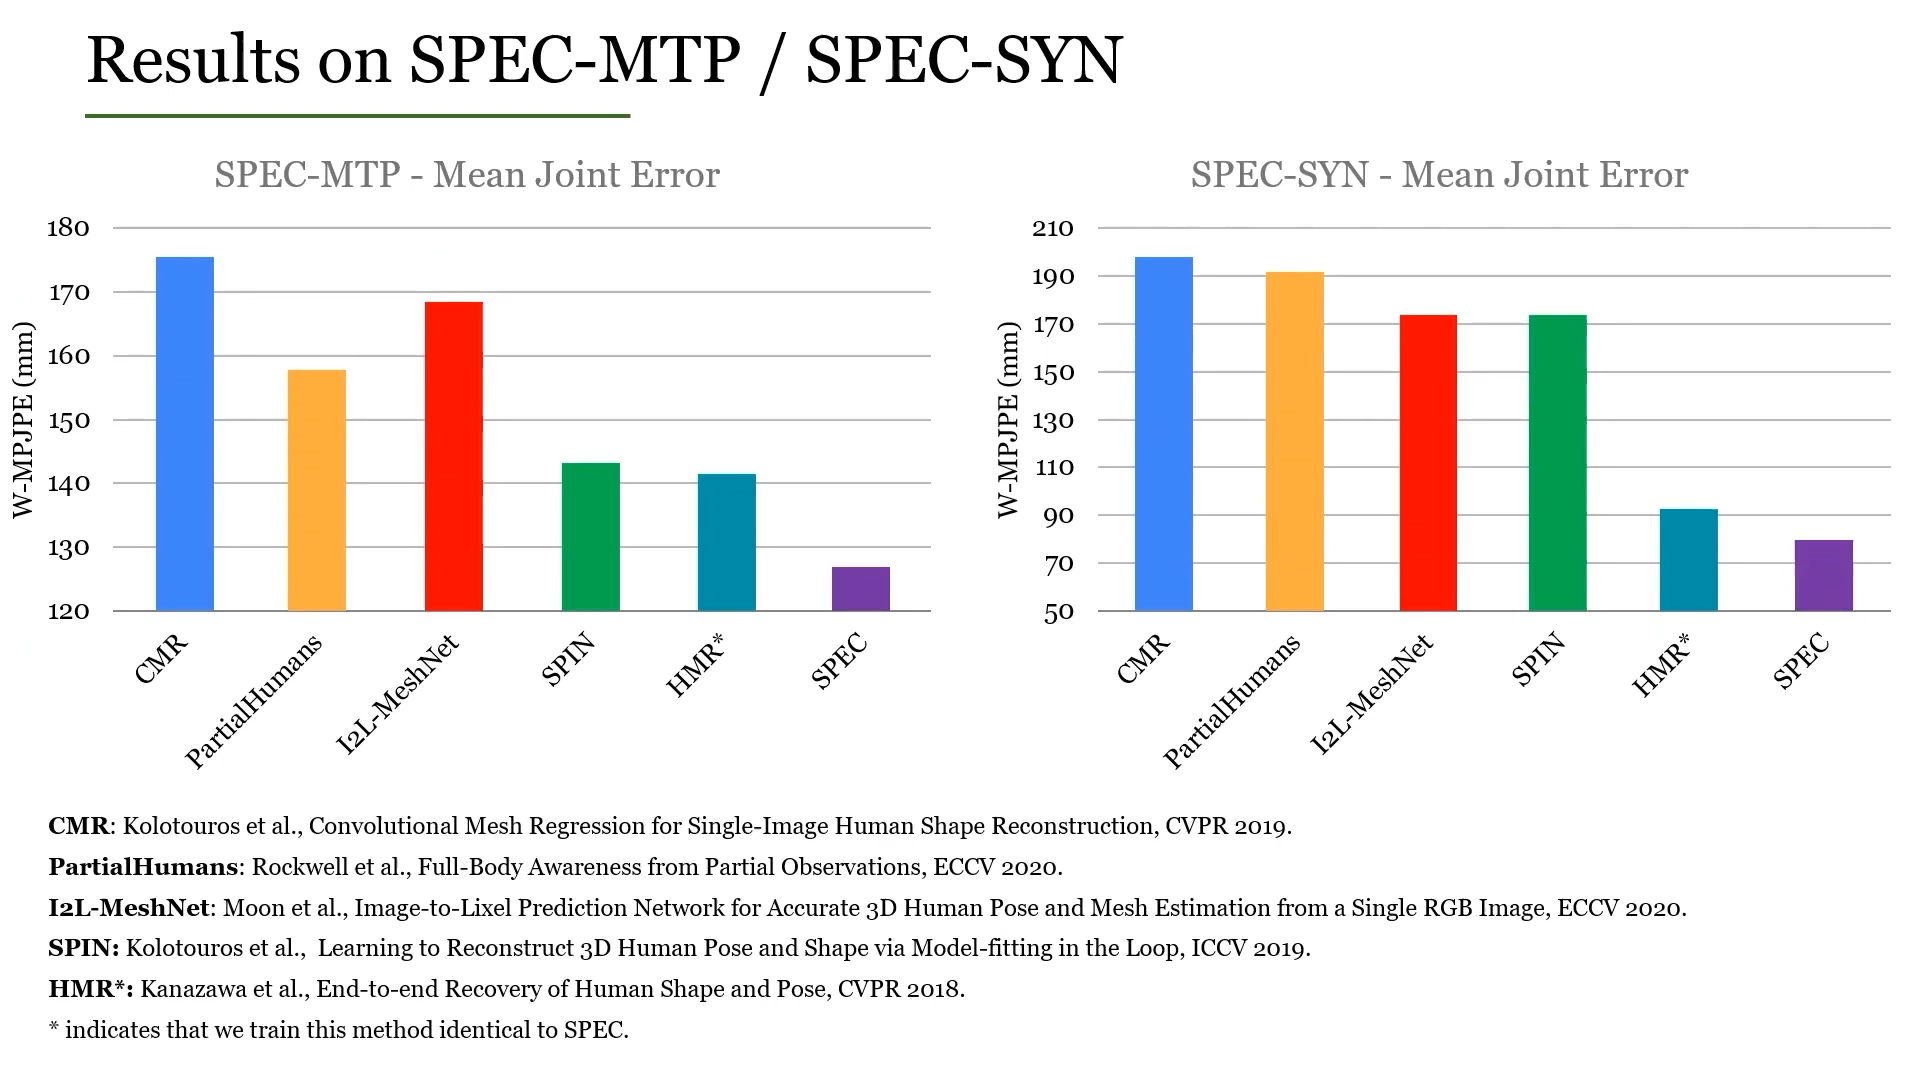 Results on SPEC-MTP / SPEC-SYN
SPEC-MTP - Mean Joint Error
W-MPJPE (mm)
180
170
160
150
140
130
120
CMR
PartialHumans
I2L-MeshNet
SPIN
HMR*
SPEC
SPEC-SYN - Mean Joint Error
W-MPJPE (mm)
210
190
170
150
130
110
90
70
50
CMR
PartialHumans
I2L-MeshNet
SPIN
HMR*
SPEC
CMR: Kolotouros et al., Convolutional Mesh Regression for Single-Image Human Shape Reconstruction, CVPR 2019.
PartialHumans: Rockwell et al., Full-Body Awareness from Partial Observations, ECCV 2020.
I2L-MeshNet: Moon et al., Image-to-Lixel Prediction Network for Accurate 3D Human Pose and Mesh Estimation from a Single RGB Image, ECCV 2020.
SPIN: Kolotouros et al., Learning to Reconstruct 3D Human Pose and Shape via Model-fitting in the Loop, ICCV 2019.
HMR*: Kanazawa et al., End-to-end Recovery of Human Shape and Pose, CVPR 2018.
* indicates that we train this method identical to SPEC.